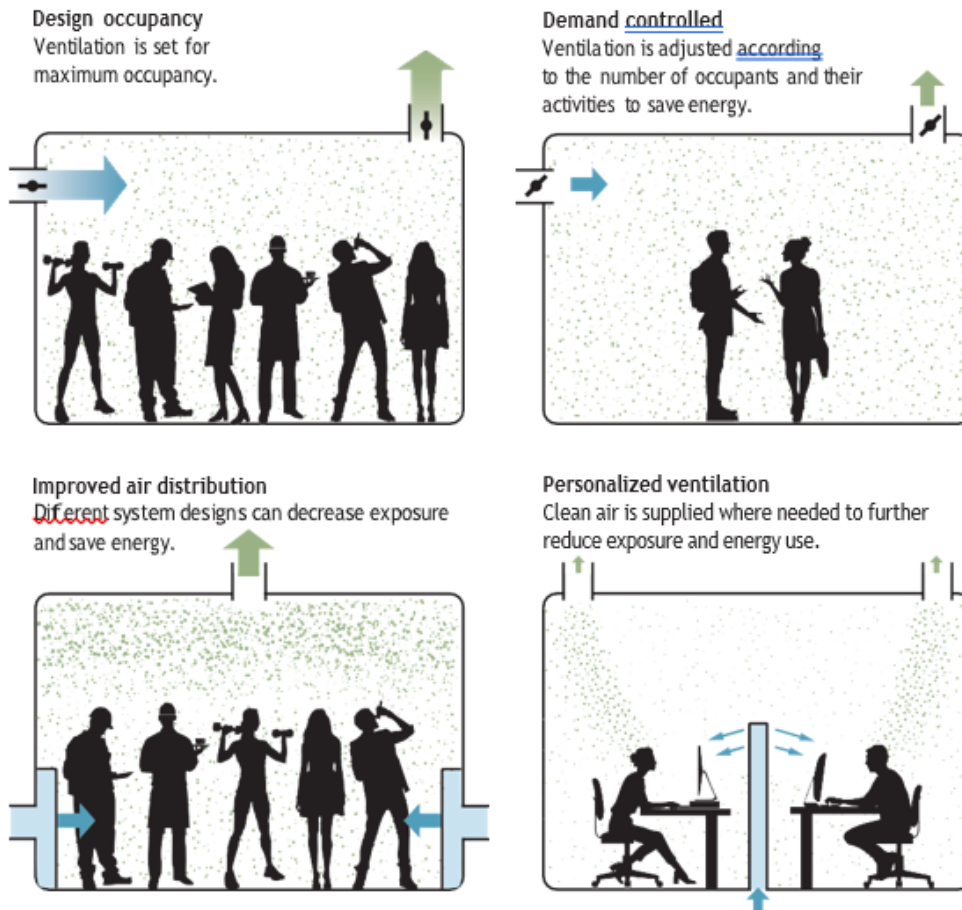 Design occupancy
Ventilation is set for
maximum occupancy.
Demand controlled
Ventilation is adjusted according
to the number of occupants and their
activities to save energy.
Improved air distribution
Different system designs can decrease exposure
and save energy.
Personalized ventilation
Clean air is supplied where needed to further
reduce exposure and energy use.